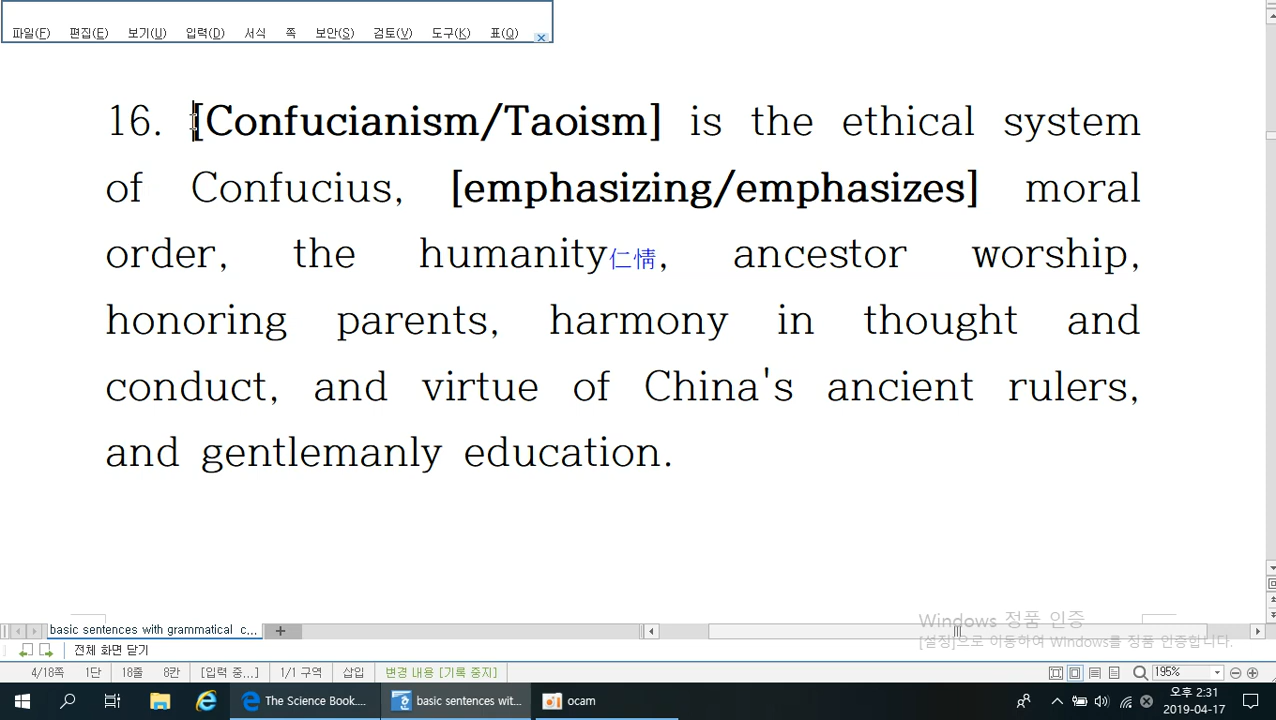 파일(F) 편집(E) 보기(U) 입력(D) 서식 쪽 보안(S) 검토(V) 도구(K) 표(Q)
16. [Confucianism/Taoism] is the ethical system
of Confucius, [emphasizing/emphasizes] moral
order, the humanity仁情, ancestor worship,
honoring parents, harmony in thought and
conduct, and virtue of China's ancient rulers,
and gentlemanly education.
Windows 정품 인증
[설정]으로 이동하여 Windows를 정품 인증합니다.
basic sentences with grammatical c...
전체 화면 닫기
4/18쪽 1단 18줄 8칸 [입력 중...] 1/1 구역 삽입 변경 내용 [기록 중지] 195%
The Science Book.... basic sentences wit... ocam
오후 2:31
2019-04-17